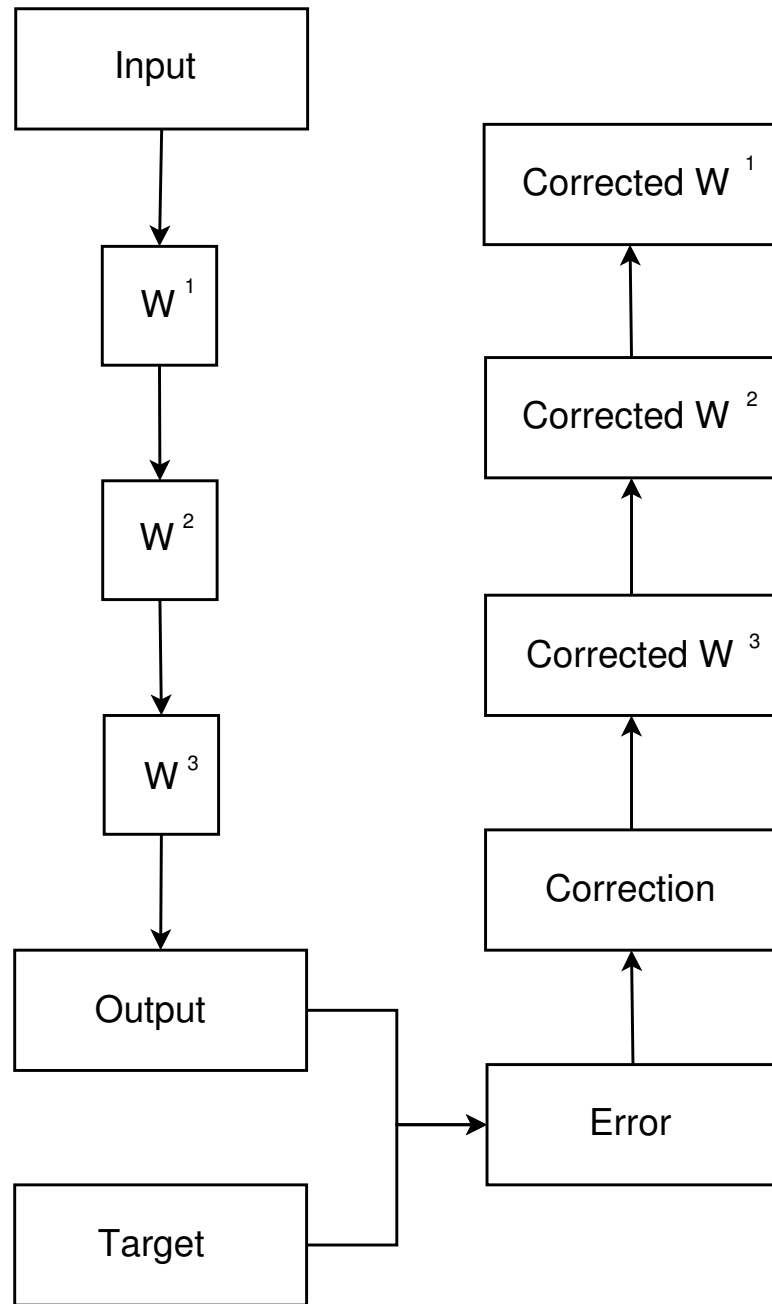 Input
W 1
W 2
W 3
Output
Target
Error
Correction
Corrected W 3
Corrected W 2
Corrected W 1